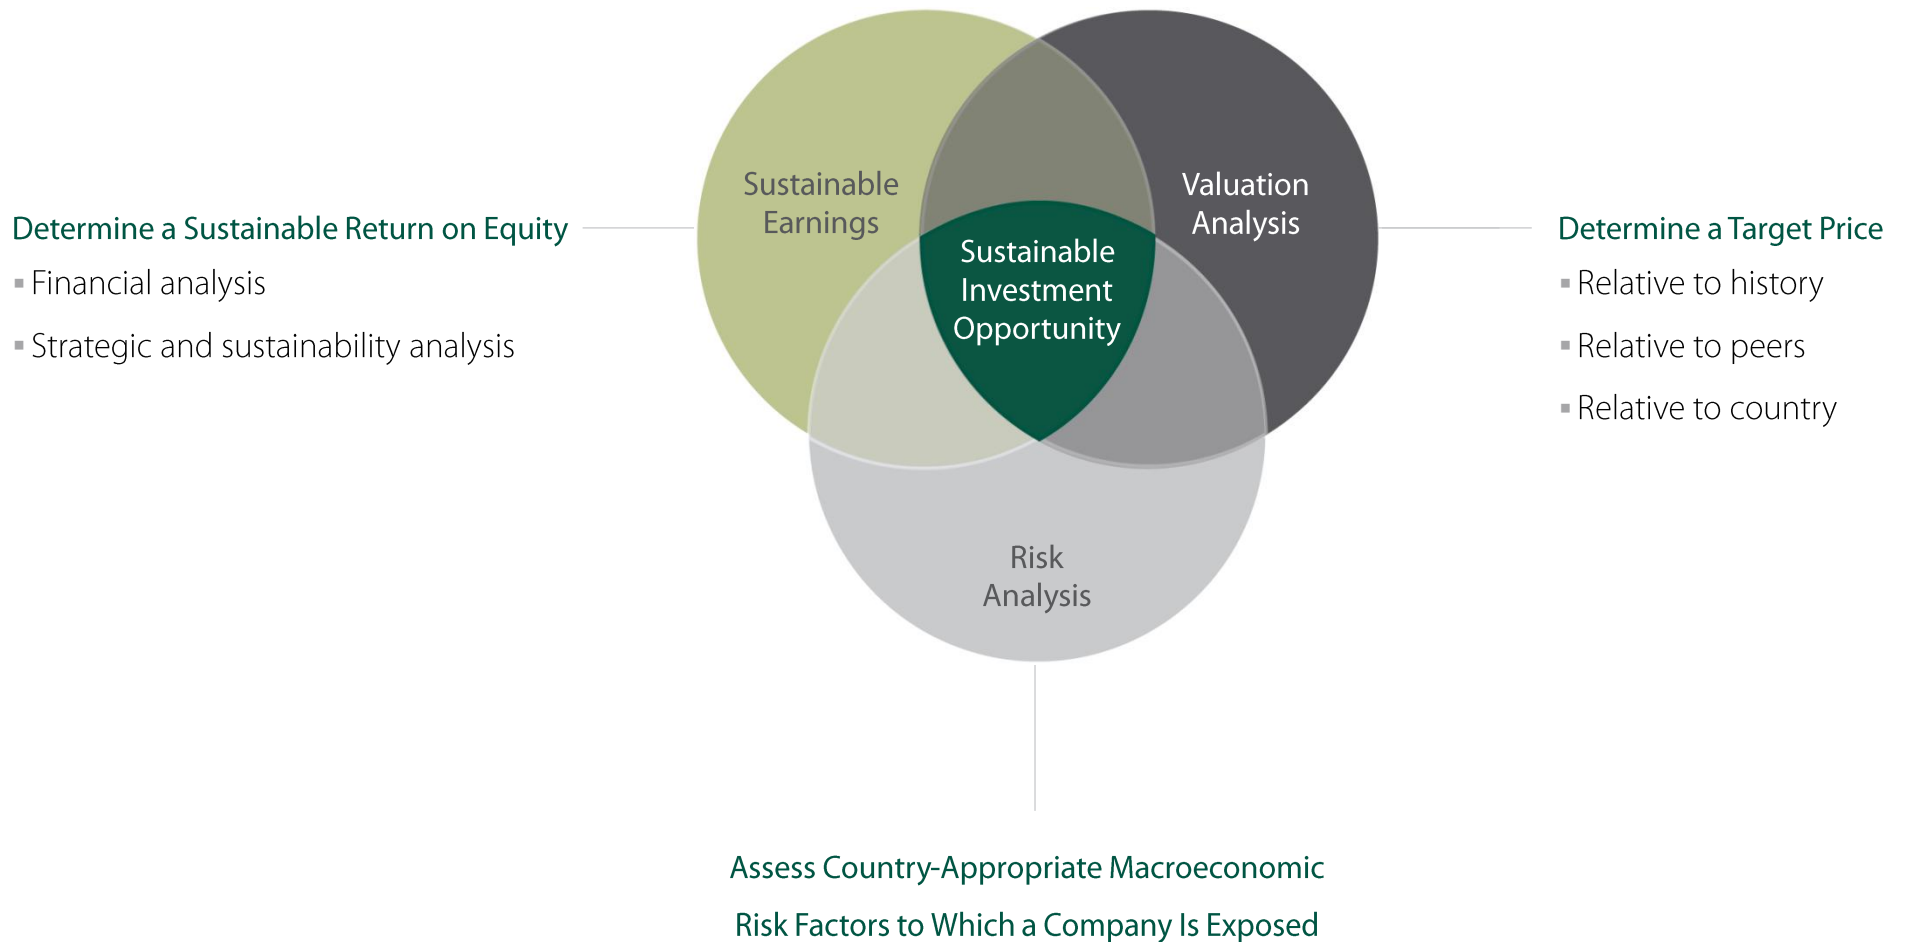 Sustainable
Earnings
Valuation
Analysis
Sustainable
Investment
Opportunity
Risk
Analysis
Determine a Sustainable Return on Equity
▪ Financial analysis
▪ Strategic and sustainability analysis
Determine a Target Price
▪ Relative to history
▪ Relative to peers
▪ Relative to country
Assess Country-Appropriate Macroeconomic
Risk Factors to Which a Company Is Exposed